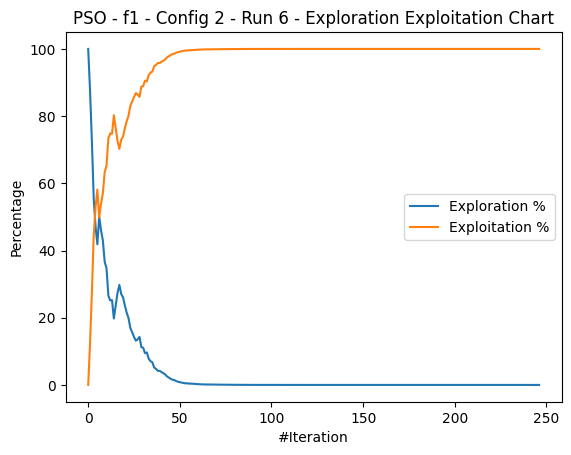 PSO - f1 - Config 2 - Run 6 - Exploration Exploitation Chart
100
80
60
40
20
0
Percentage
Exploration %
Exploitation %
0 50 100 150 200 250
#Iteration